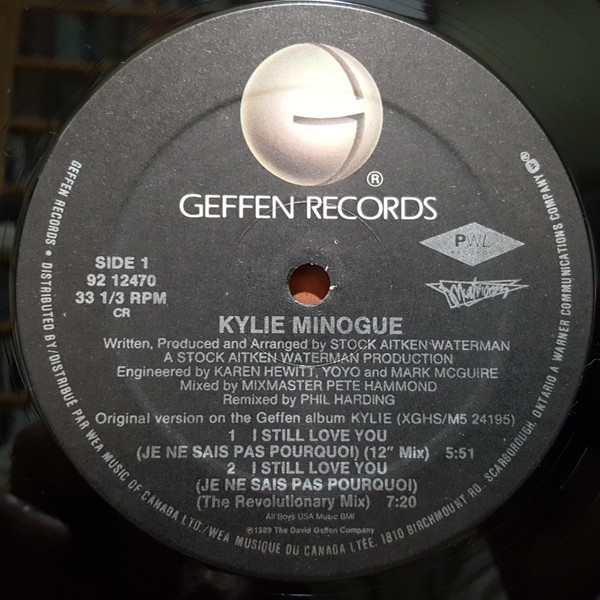 ®
GEFFEN RECORDS
PWL
RECORDS
SIDE 1
92 12470
33 1/3 RPM
CR
KYLIE MINOGUE
Written, Produced and Arranged by STOCK AITKEN WATERMAN
A STOCK AITKEN WATERMAN PRODUCTION
Engineered by KAREN HEWITT, YOYO and MARK MCGUIRE
Mixed by MIXMASTER PETE HAMMOND
Remixed by PHIL HARDING
Original version on the Geffen album KYLIE (XGHS/M5 24195)
1 I STILL LOVE YOU
(JE NE SAIS PAS POURQUOI) (12" Mix) 5:51
2 I STILL LOVE YOU
(JE NE SAIS PAS POURQUOI)
(The Revolutionary Mix) 7:20
All Boys USA Music BMI
℗©1989 The David Geffen Company
GEFFEN RECORDS • DISTRIBUTED BY/DISTRIBUÉ PAR WEA MUSIC OF CANADA LTD./WEA MUSIQUE DU CANADA LTÉE. 1810 BIRCHMOUNT RD. SCARBOROUGH, ONTARIO A WARNER COMMUNICATIONS COMPANY